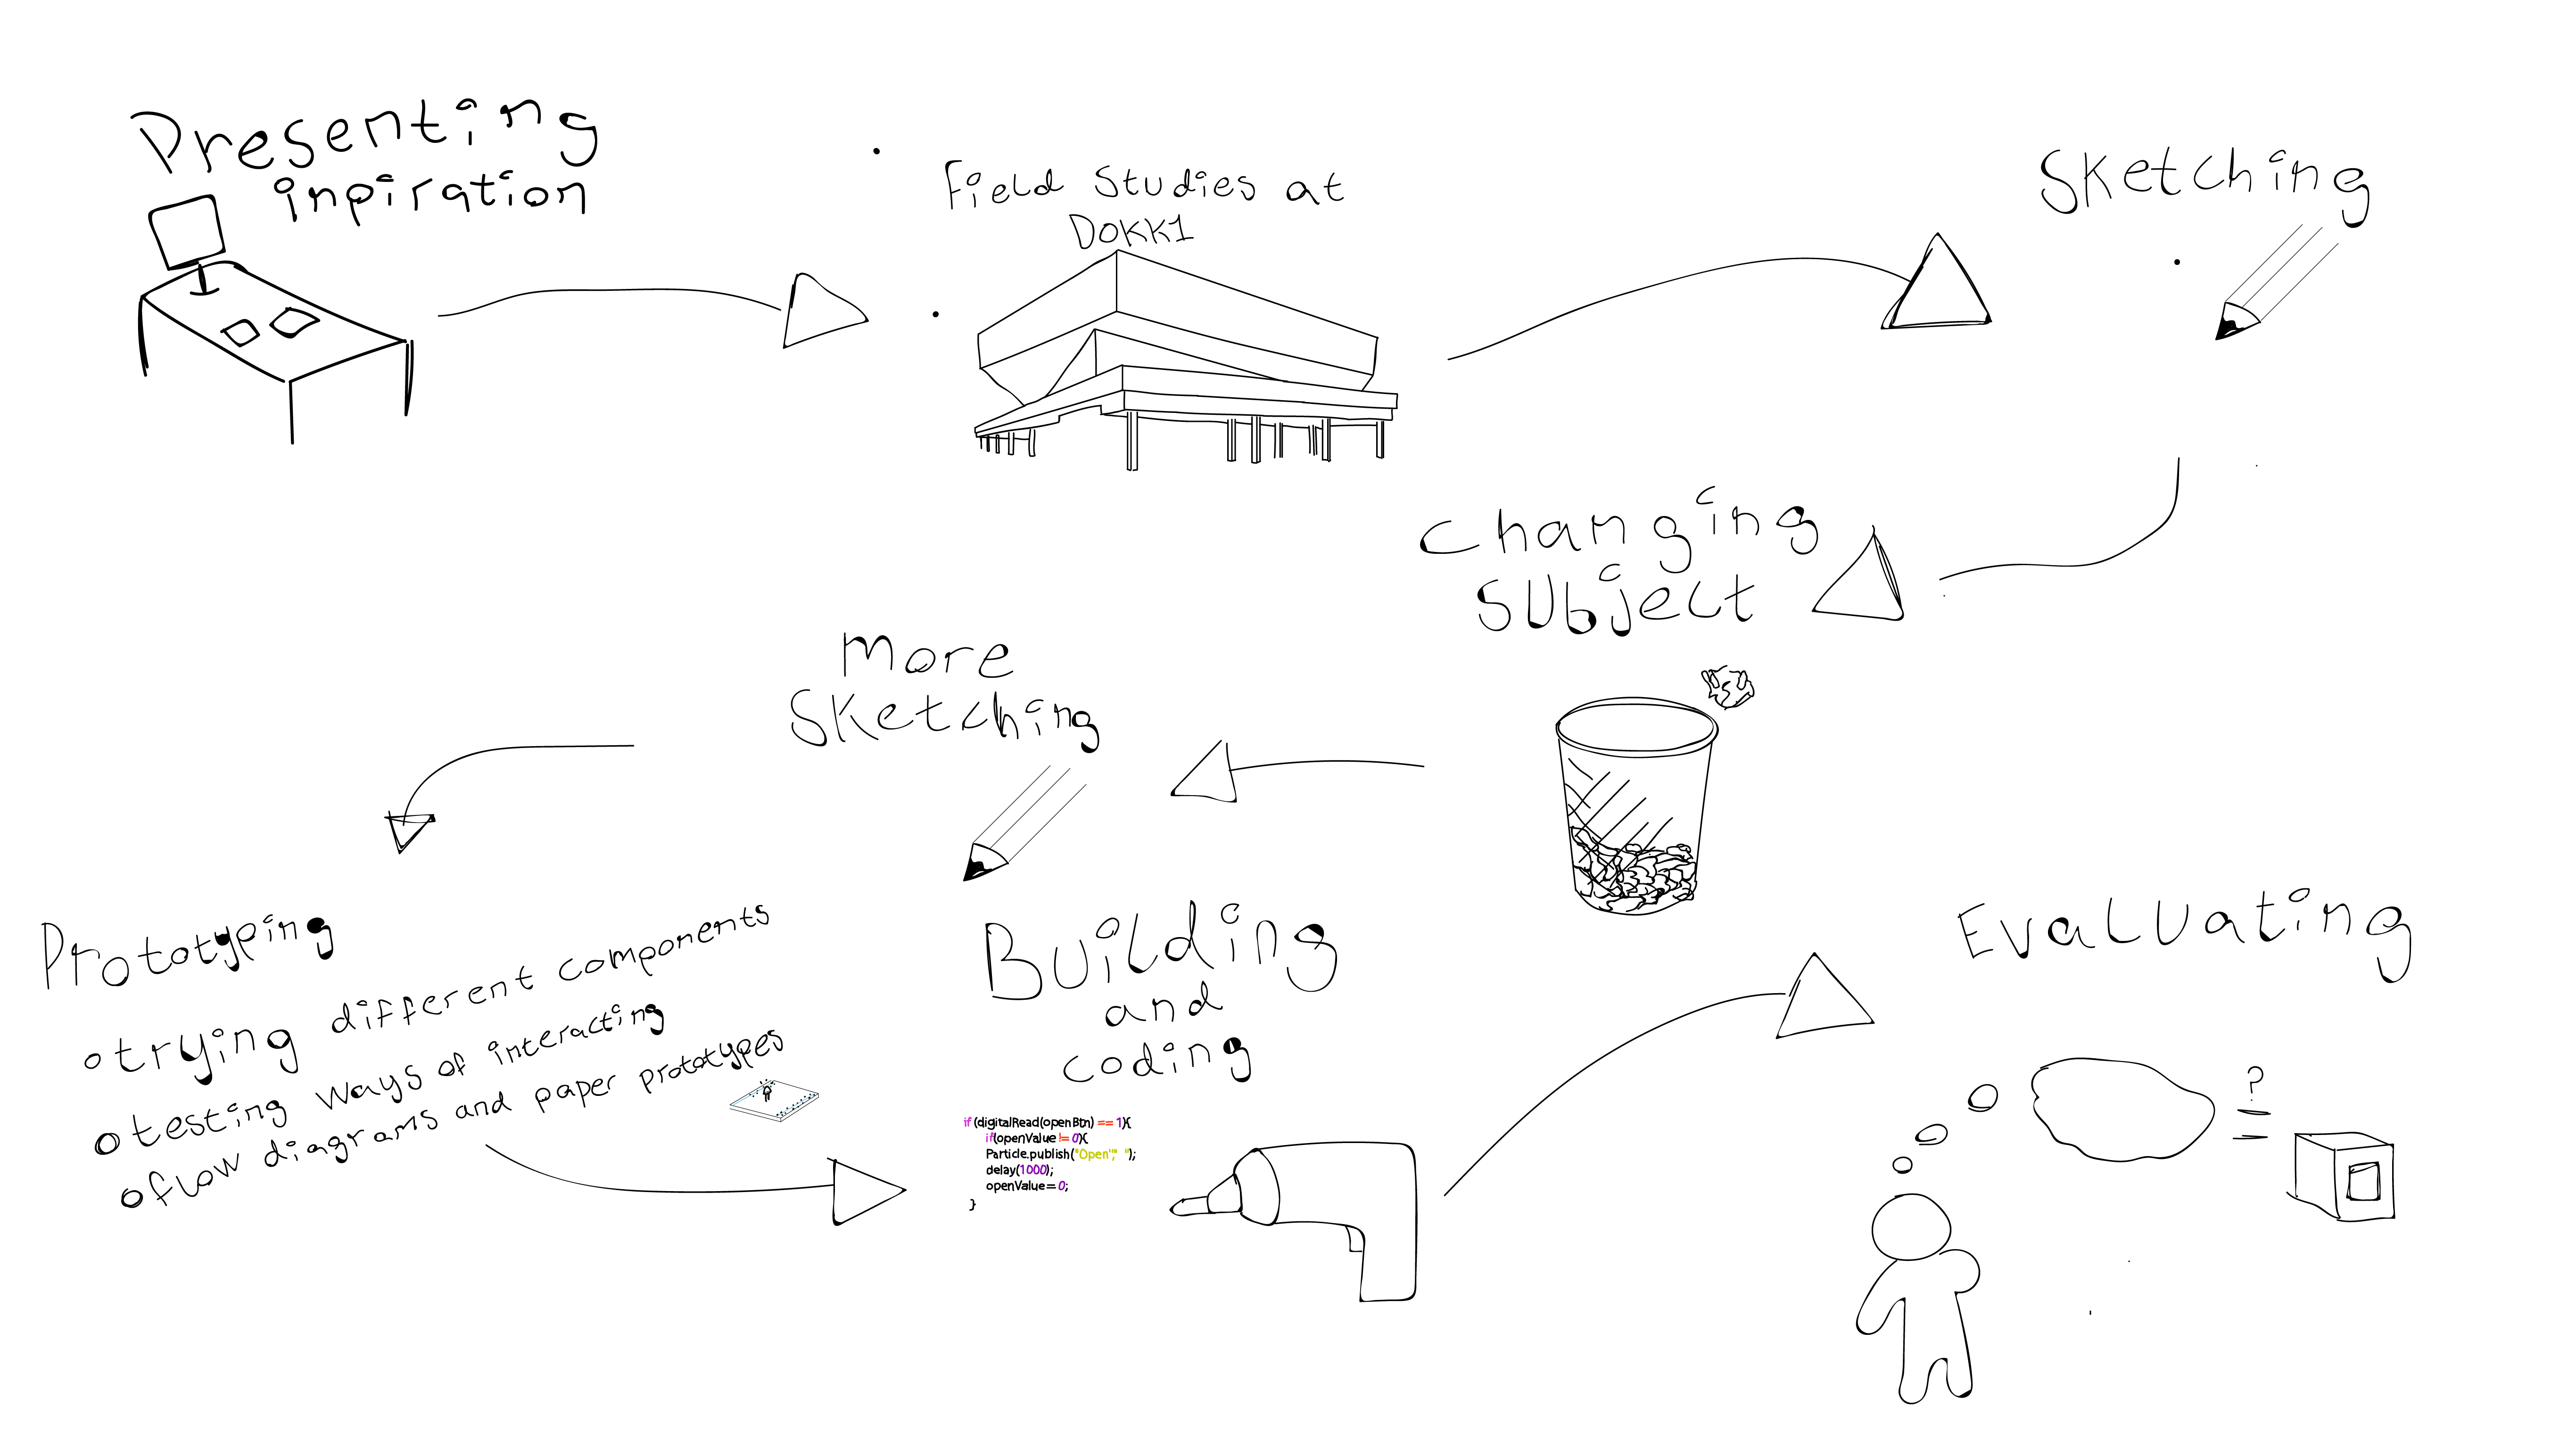 Presenting
inpiration
Field Studies at
DOKK1
Sketching
Changing
Subject
More
Sketching
Prototyping
trying different components
testing ways of interacting
flow diagrams and paper prototypes
Building
and
coding
if (digitalRead(openBtn) == 1){
if(openValue != 0){
Particle.publish("Open"," ");
delay(1000);
openValue = 0;
}
Evaluating
?
=